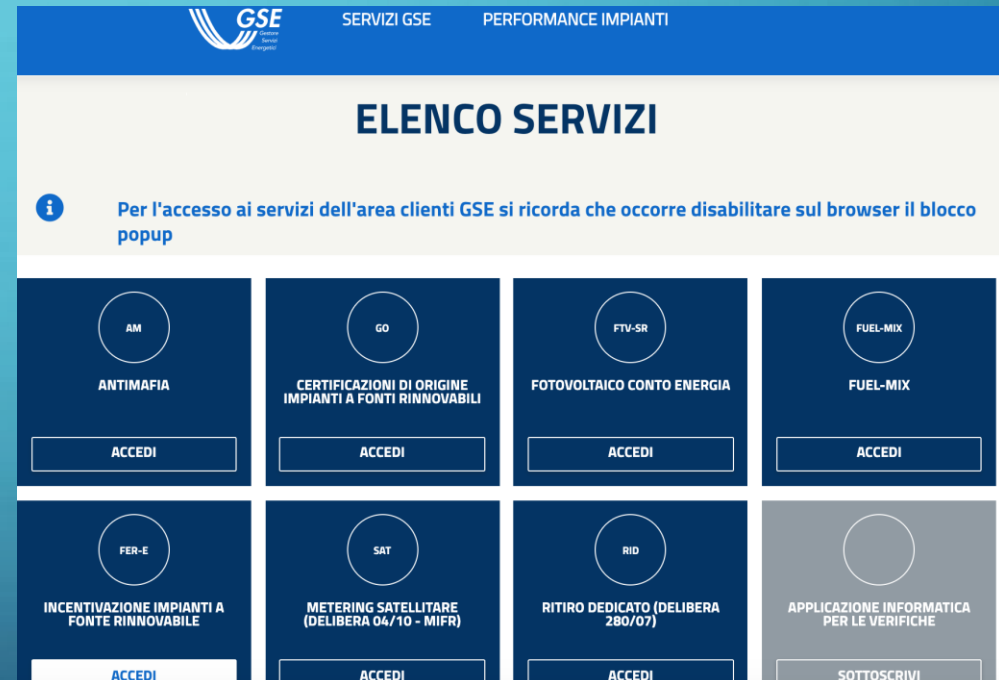 GSE
Gestore
Servizi
Energetici
SERVIZI GSE
PERFORMANCE IMPIANTI
ELENCO SERVIZI
i
Per l'accesso ai servizi dell'area clienti GSE si ricorda che occorre disabilitare sul browser il blocco
popup
AM
ANTIMAFIA
ACCEDI
GO
CERTIFICAZIONI DI ORIGINE
IMPIANTI A FONTI RINNOVABILI
ACCEDI
FTV-SR
FOTOVOLTAICO CONTO ENERGIA
ACCEDI
FUEL-MIX
FUEL-MIX
ACCEDI
FER-E
INCENTIVAZIONE IMPIANTI A
FONTE RINNOVABILE
ACCEDI
SAT
METERING SATELLITARE
(DELIBERA 04/10 - MIFR)
ACCEDI
RID
RITIRO DEDICATO (DELIBERA
280/07)
ACCEDI
APPLICAZIONE INFORMATICA
PER LE VERIFICHE
SOTTOSCRIVI